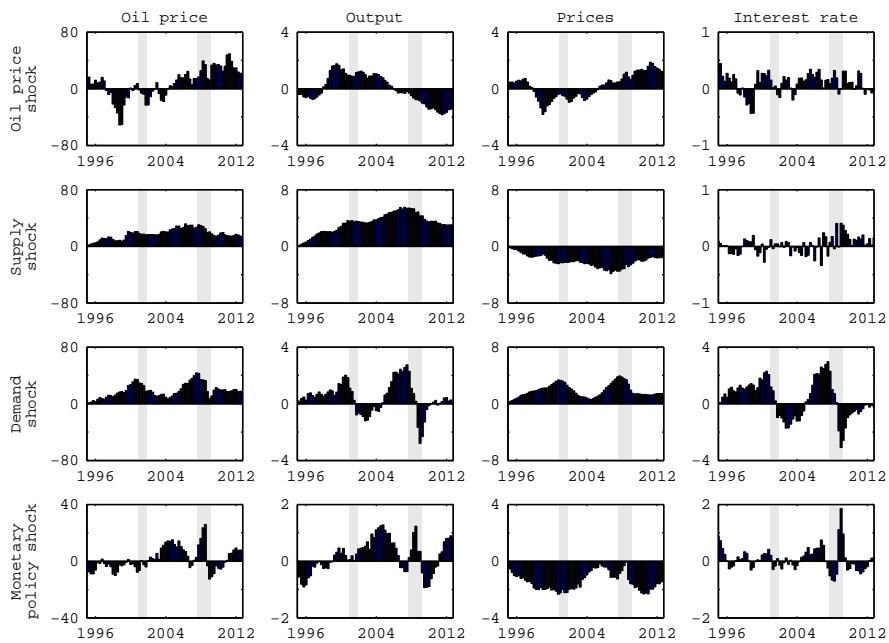 Oil price Output Prices Interest rate
Oil price
shock
80 4 4 1
0 0 0 0
−80 −4 −4 −1
1996 2004 2012 1996 2004 2012 1996 2004 2012 1996 2004 2012
Supply
shock
80 8 8 1
0 0 0 0
−80 −8 −8 −1
1996 2004 2012 1996 2004 2012 1996 2004 2012 1996 2004 2012
Demand
shock
80 4 8 4
0 0 0 0
−80 −4 −8 −4
1996 2004 2012 1996 2004 2012 1996 2004 2012 1996 2004 2012
Monetary
policy shock
40 2 4 2
0 0 0 0
−40 −2 −4 −2
1996 2004 2012 1996 2004 2012 1996 2004 2012 1996 2004 2012